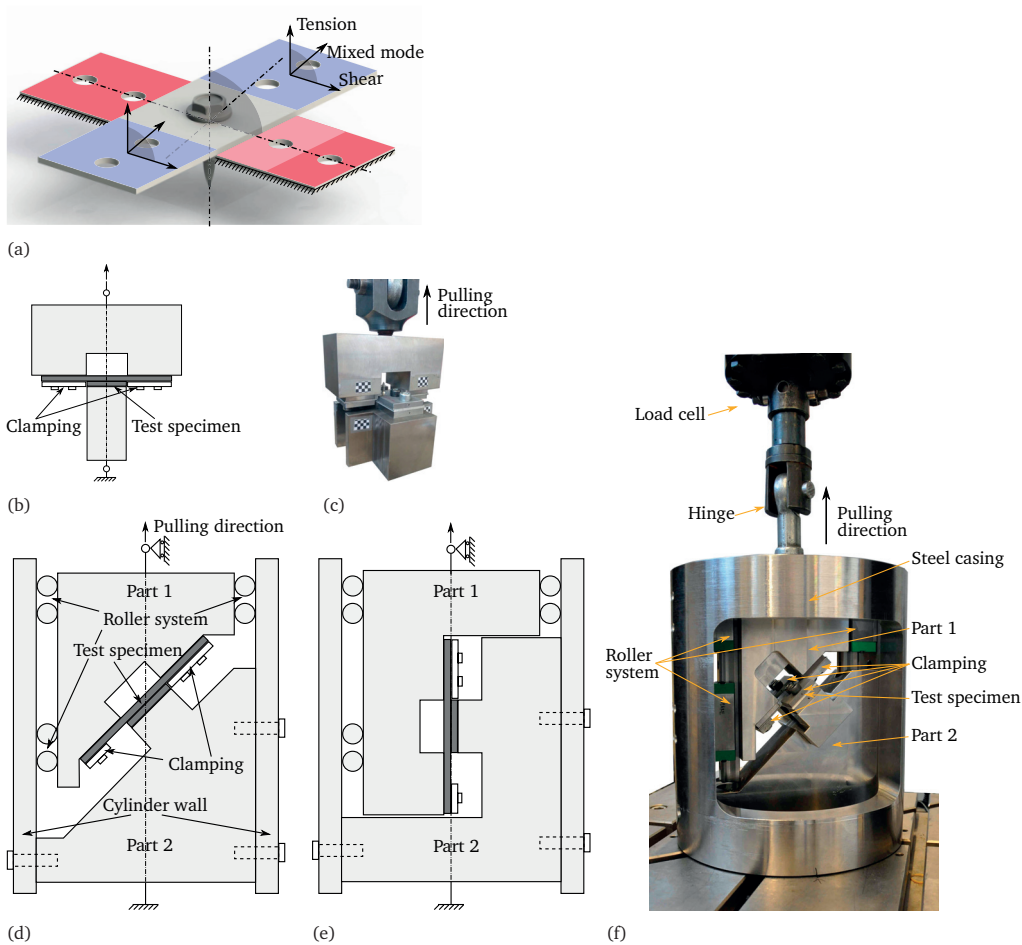 Tension
Mixed mode
Shear
(a)
Pulling
direction
Clamping
Test specimen
(b)
(c)
Pulling direction
Part 1
Roller system
Test specimen
Clamping
Cylinder wall
Part 2
(d)
Part 1
Part 2
(e)
Load cell
Hinge
Pulling
direction
Steel casing
Part 1
Roller
system
Clamping
Test specimen
Part 2
(f)